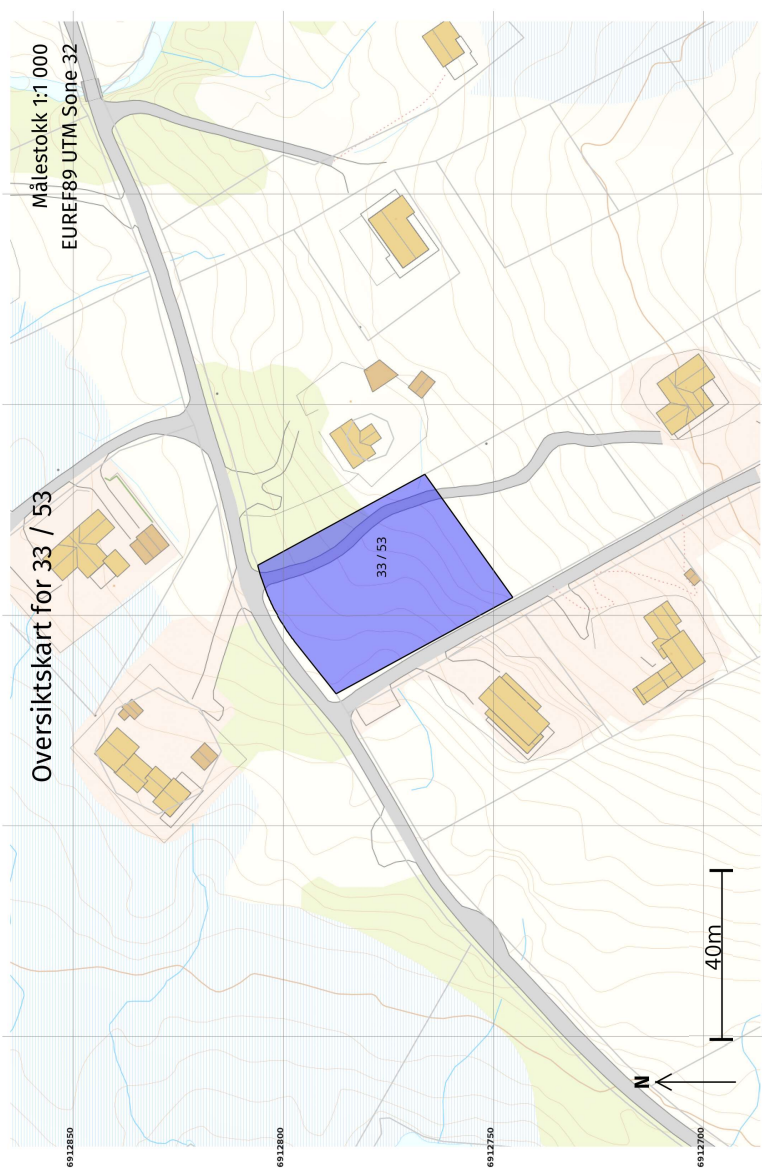 Oversiktskart for 33 / 53
Målestokk 1:1 000
EUREF89 UTM Sone 32
33 / 53
40m
N
6912850
6912800
6912750
6912700